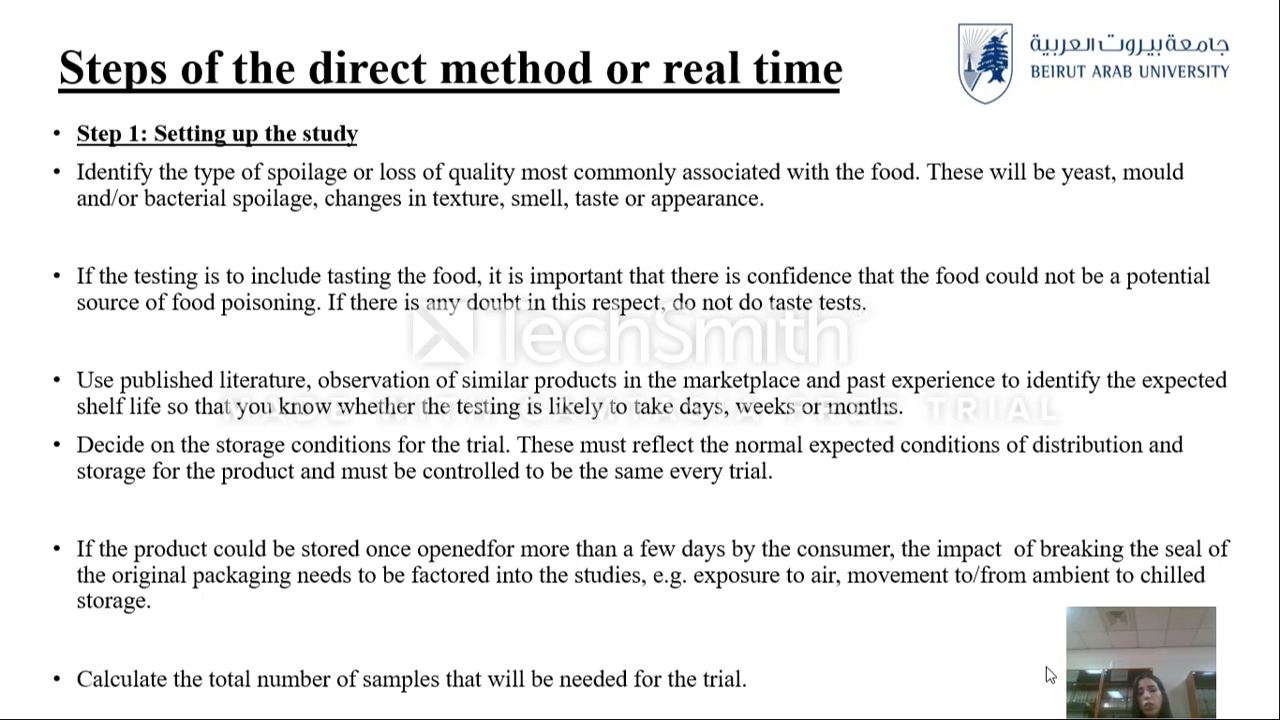 Steps of the direct method or real time
جامعة بيروت العربية
BEIRUT ARAB UNIVERSITY
• Step 1: Setting up the study
• Identify the type of spoilage or loss of quality most commonly associated with the food. These will be yeast, mould
and/or bacterial spoilage, changes in texture, smell, taste or appearance.
• If the testing is to include tasting the food, it is important that there is confidence that the food could not be a potential
source of food poisoning. If there is any doubt in this respect, do not do taste tests.
TechSmith
• Use published literature, observation of similar products in the marketplace and past experience to identify the expected
shelf life so that you know whether the testing is likely to take days, weeks or months.
MADE WITH CAMTASIA FREE TRIAL
• Decide on the storage conditions for the trial. These must reflect the normal expected conditions of distribution and
storage for the product and must be controlled to be the same every trial.
• If the product could be stored once openedfor more than a few days by the consumer, the impact  of breaking the seal of
the original packaging needs to be factored into the studies, e.g. exposure to air, movement to/from ambient to chilled
storage.
• Calculate the total number of samples that will be needed for the trial.